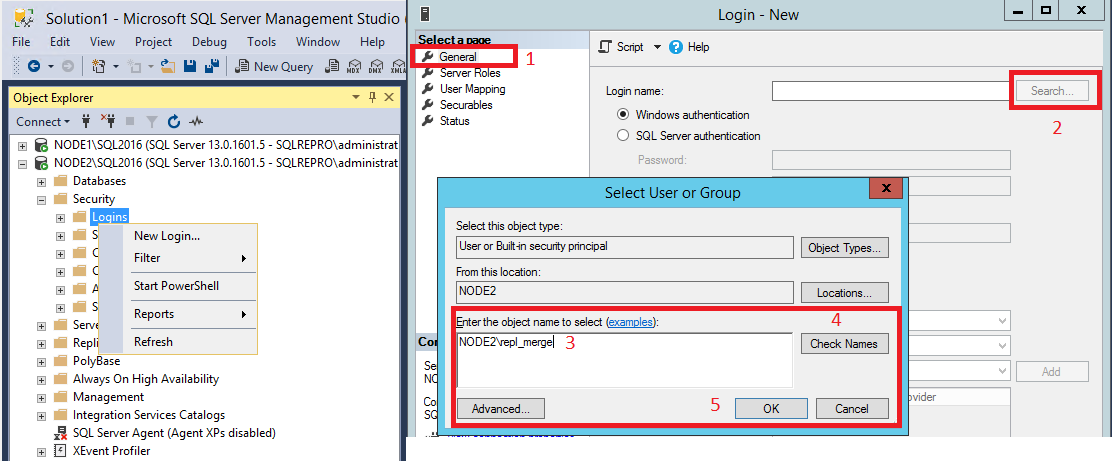 Solution1 - Microsoft SQL Server Management Studio (
File Edit View Project Debug Tools Window Help
New Query MDX DMX XMLA
Object Explorer
Connect
NODE1\SQL2016 (SQL Server 13.0.1601.5 - SQLREPRO\administrat
NODE2\SQL2016 (SQL Server 13.0.1601.5 - SQLREPRO\administrat
Databases
Security
Logins
S
C
C
A
S
Serve
Repli
PolyBase
Always On High Availability
Management
Integration Services Catalogs
SQL Server Agent (Agent XPs disabled)
XEvent Profiler
New Login...
Filter
Start PowerShell
Reports
Refresh
Login - New
Select a page
General 1
Server Roles
User Mapping
Securables
Status
Script Help
Login name: Search...
2
Windows authentication
SQL Server authentication
Password:
Select User or Group
Select this object type:
User or Built-in security principal Object Types...
From this location:
NODE2 Locations...
Enter the object name to select (examples): 4
NODE2\repl_merge 3 Check Names
Advanced... 5 OK Cancel
Add
Co
Se
NO
Co
SQ
ovider